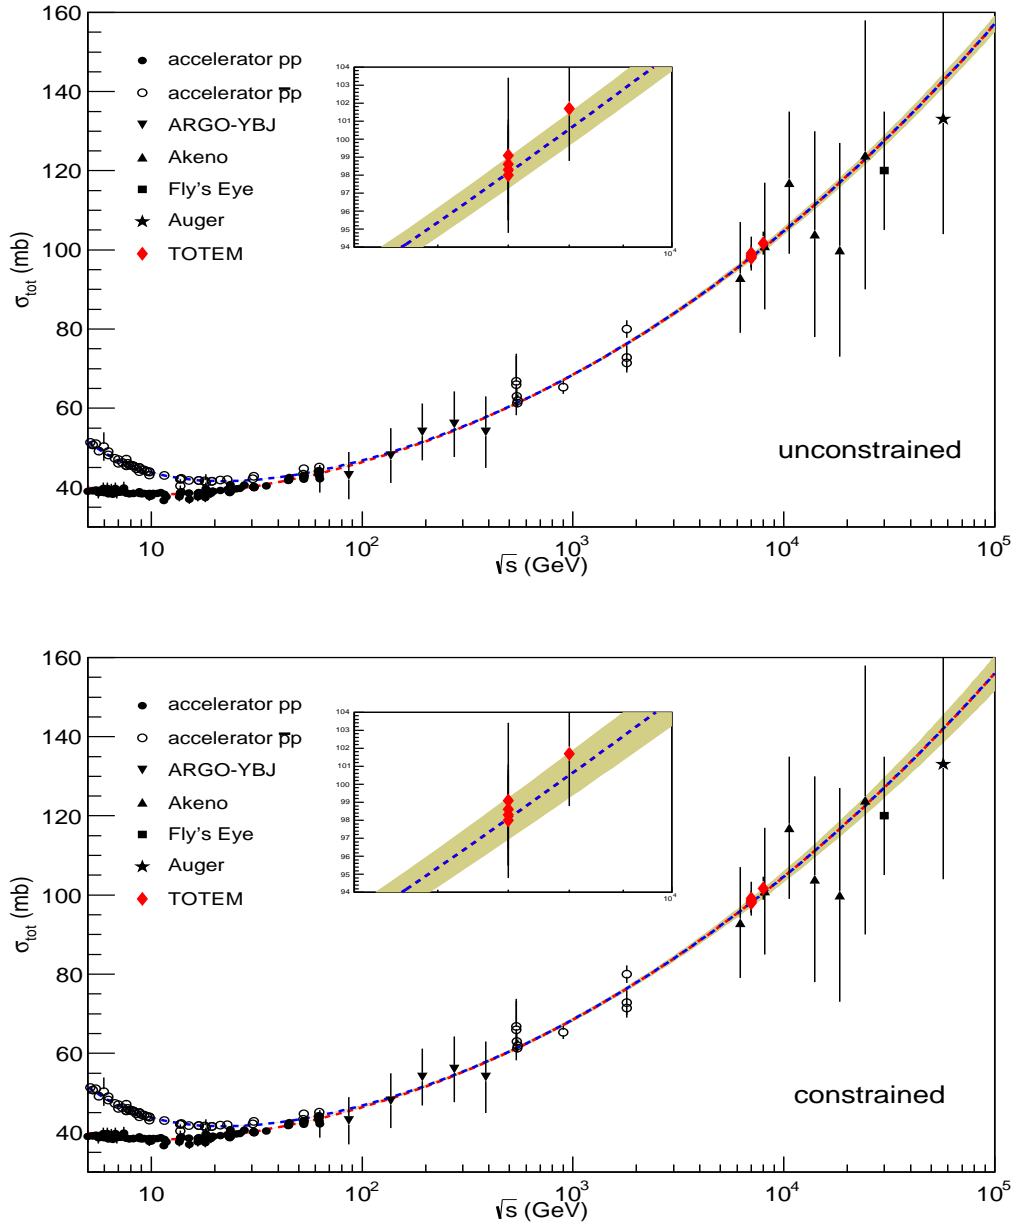 160
140
120
100
80
60
40
σtot (mb)
accelerator pp
accelerator p̅p
ARGO-YBJ
Akeno
Fly's Eye
Auger
TOTEM
104
103
102
101
100
99
98
97
96
95
94
10⁴
unconstrained
10 10² 10³ 10⁴ 10⁵
√s (GeV)
160
140
120
100
80
60
40
σtot (mb)
accelerator pp
accelerator p̅p
ARGO-YBJ
Akeno
Fly's Eye
Auger
TOTEM
104
103
102
101
100
99
98
97
96
95
94
10⁴
constrained
10 10² 10³ 10⁴ 10⁵
√s (GeV)